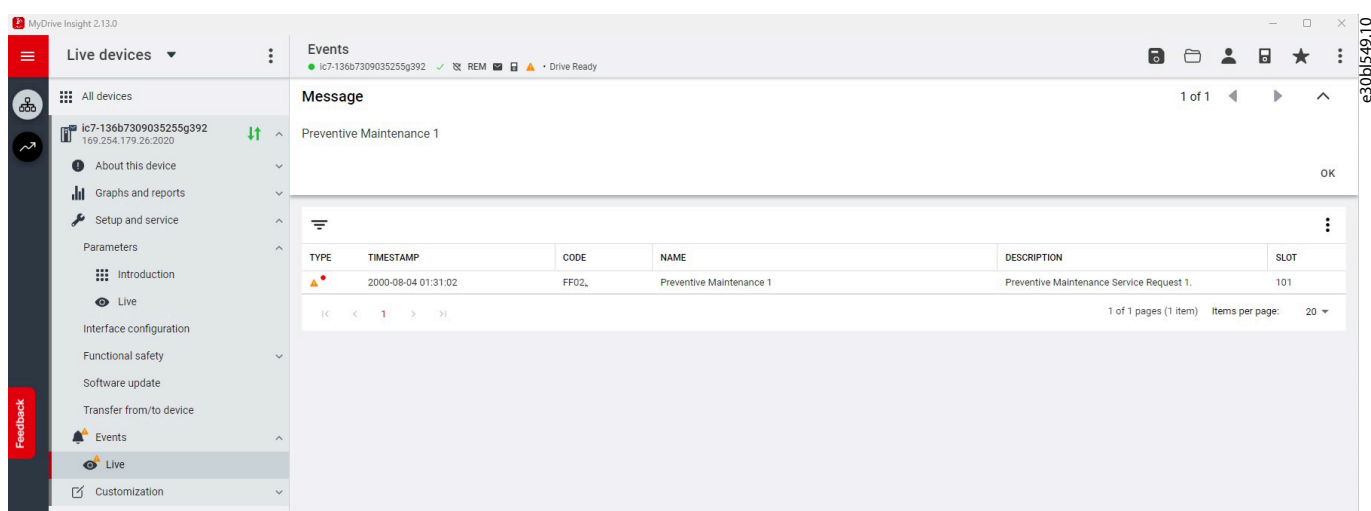 MyDrive Insight 2.13.0
Live devices
Events
ic7-136b7309035255g392 REM • Drive Ready
All devices
ic7-136b7309035255g392
169.254.179.26:2020
About this device
Graphs and reports
Setup and service
Parameters
Introduction
Live
Interface configuration
Functional safety
Software update
Transfer from/to device
Events
Live
Customization
Feedback
Message
1 of 1
Preventive Maintenance 1
OK
TYPE TIMESTAMP CODE NAME DESCRIPTION SLOT
2000-08-04 01:31:02 FF02 Preventive Maintenance 1 Preventive Maintenance Service Request 1. 101
1 1 of 1 pages (1 item) Items per page: 20
e30bl549.10